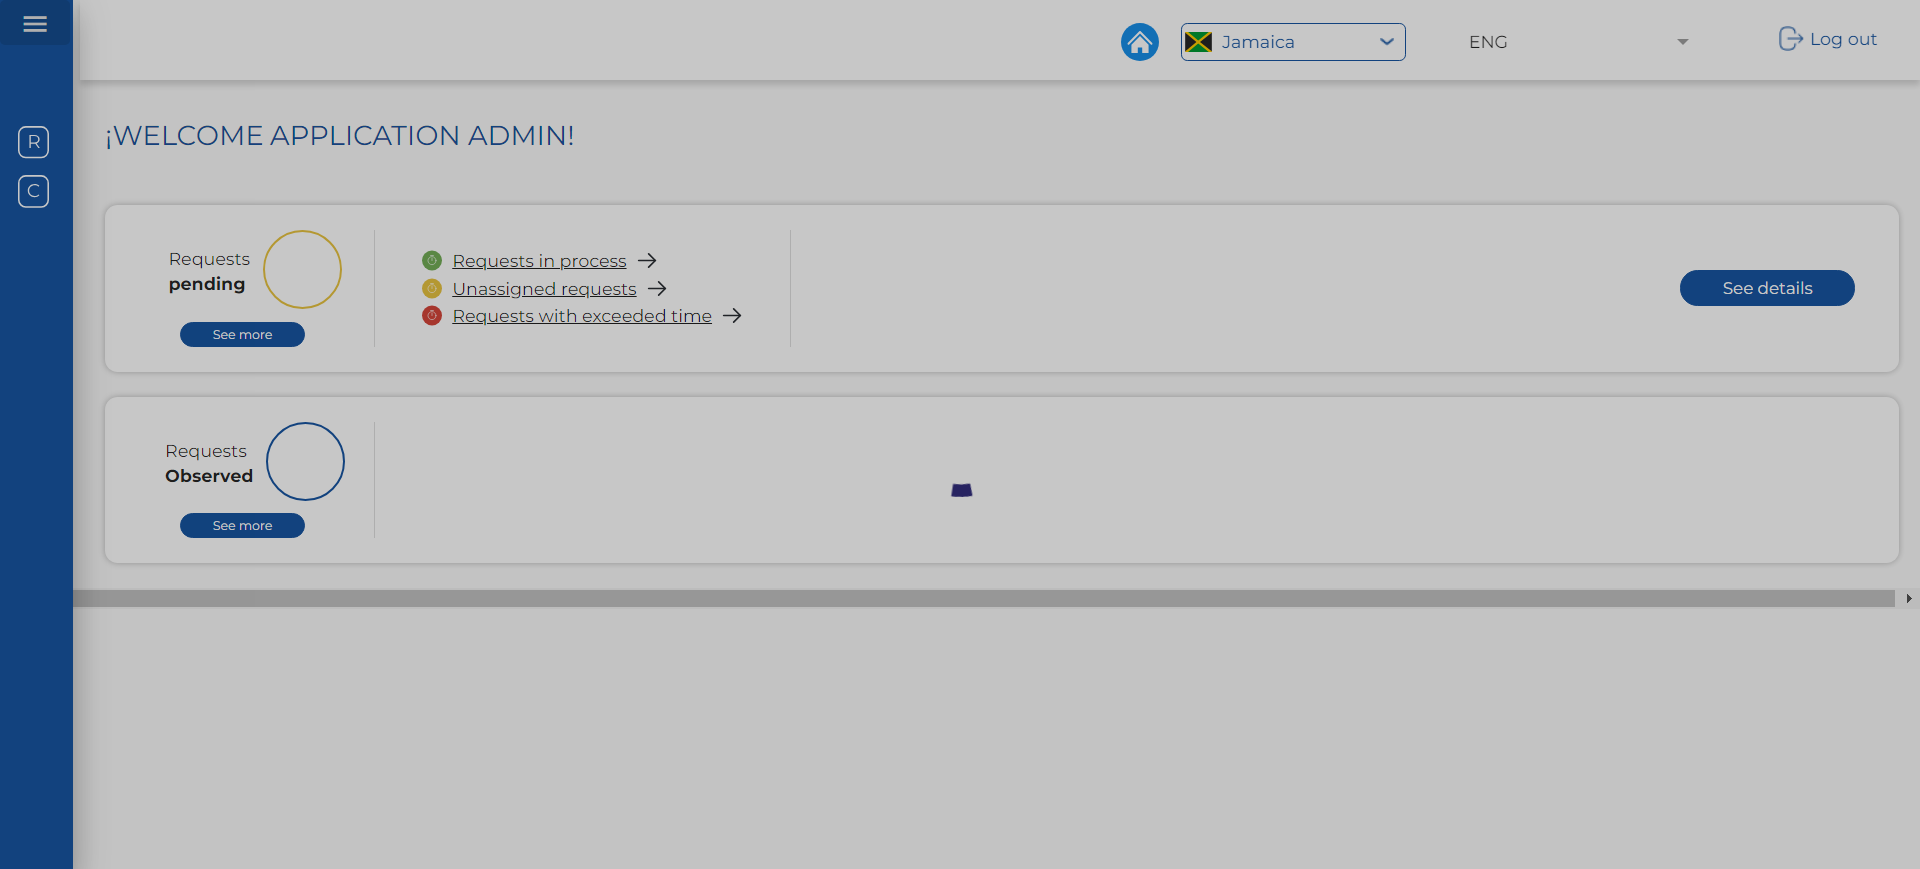 Jamaica
ENG
Log out
R
C
¡WELCOME APPLICATION ADMIN!
Requests
pending
See more
Requests in process
Unassigned requests
Requests with exceeded time
See details
Requests
Observed
See more